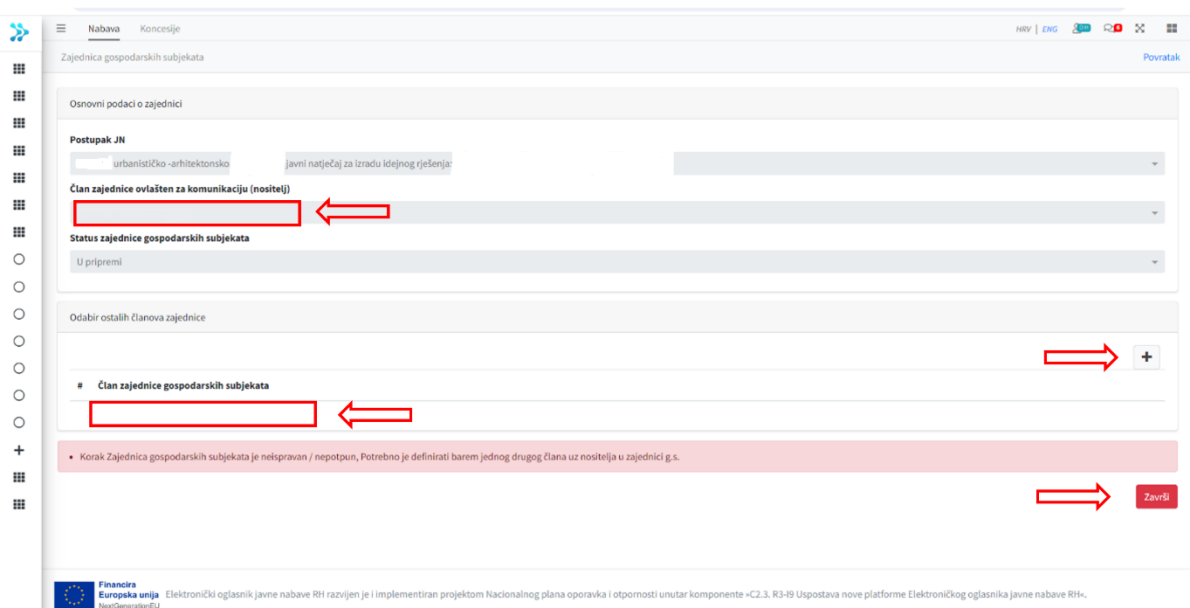 Nabava Koncesije HRV | ENG
Zajednica gospodarskih subjekata Povratak
Osnovni podaci o zajednici
Postupak JN
urbanističko -arhitektonsko javni natječaj za izradu idejnog rješenja:
Član zajednice ovlašten za komunikaciju (nositelj)
Status zajednice gospodarskih subjekata
U pripremi
Odabir ostalih članova zajednice
+
# Član zajednice gospodarskih subjekata
• Korak Zajednica gospodarskih subjekata je neispravan / nepotpun, Potrebno je definirati barem jednog drugog člana uz nositelja u zajednici g.s.
Završi
Financira
Europska unija Elektronički oglasnik javne nabave RH razvijen je i implementiran projektom Nacionalnog plana oporavka i otpornosti unutar komponente »C2.3. R3-I9 Uspostava nove platforme Elektroničkog oglasnika javne nabave RH«.
NextGenerationEU